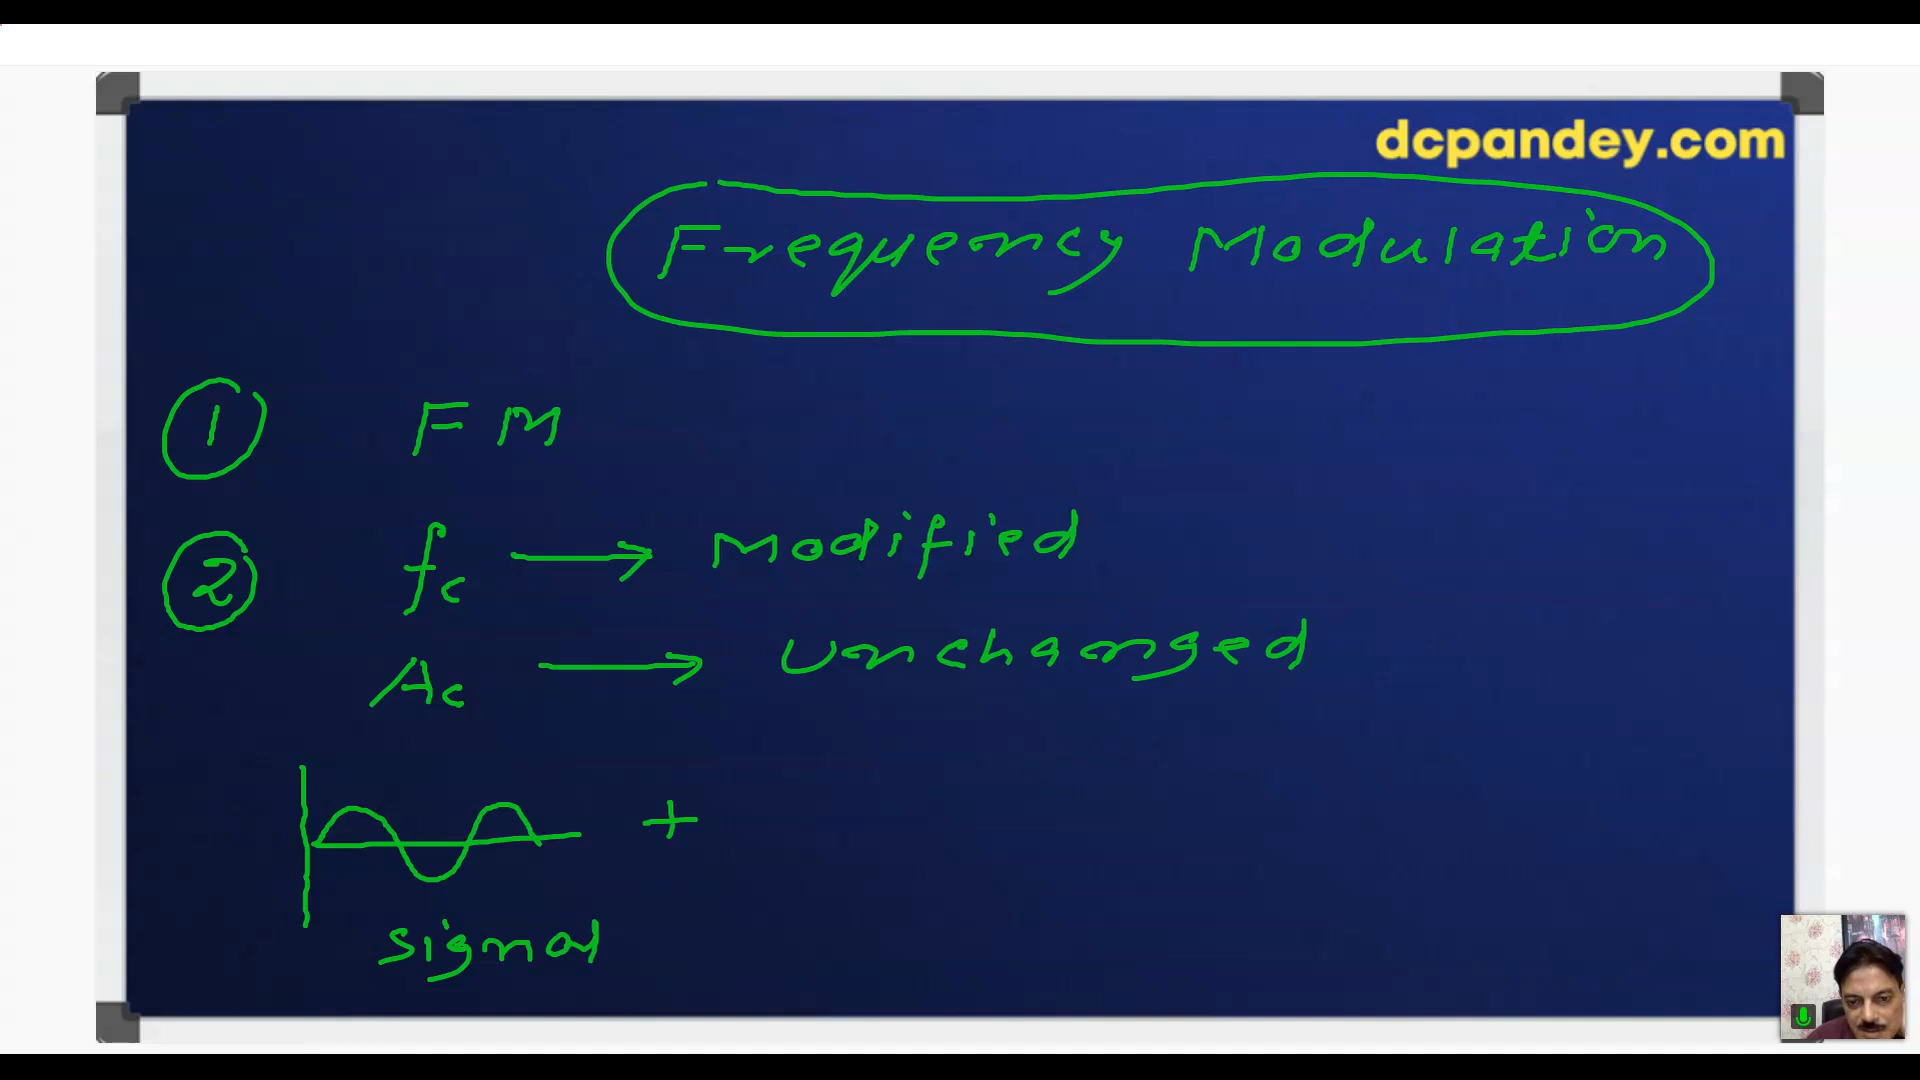 dcpandey.com
Frequency Modulation
1 FM
2 fc → Modified
Ac → unchanged
+
signal